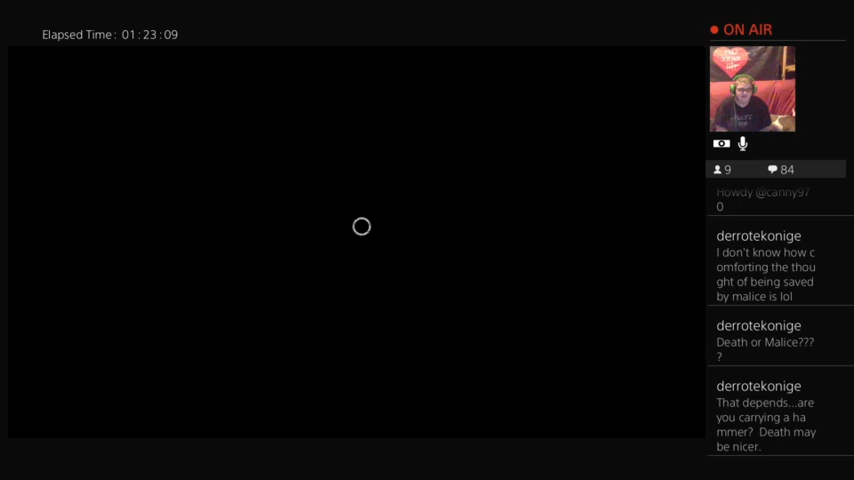 Elapsed Time: 01:23:09
ON AIR
9 84
Howdy @canny97
0
derrotekonige
I don't know how c
omforting the thou
ght of being saved
by malice is lol
derrotekonige
Death or Malice???
?
derrotekonige
That depends...are
you carrying a ha
mmer? Death may
be nicer.